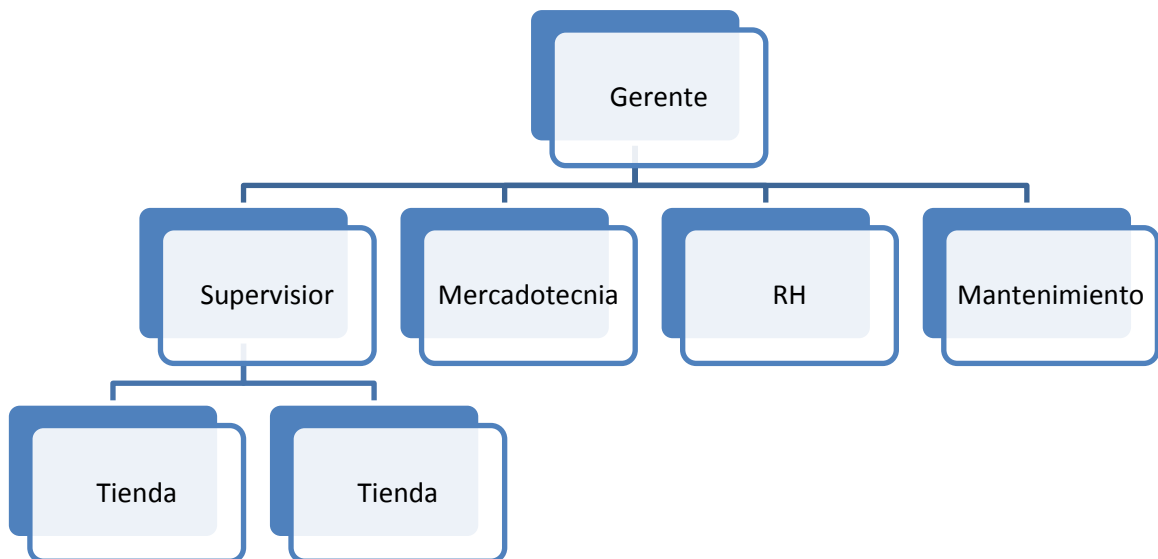 Gerente
Supervisior
Mercadotecnia
RH
Mantenimiento
Tienda
Tienda